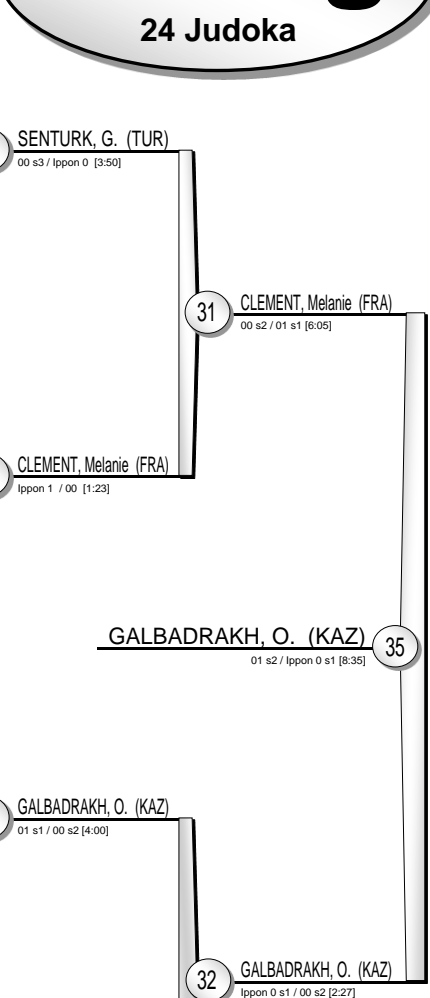 24 Judoka
SENTURK, G. (TUR)
00 s3 / Ippon 0 [3:50]
31
CLEMENT, Melanie (FRA)
00 s2 / 01 s1 [6:05]
CLEMENT, Melanie (FRA)
Ippon 1 / 00 [1:23]
GALBADRAKH, O. (KAZ)
35
01 s2 / Ippon 0 s1 [8:35]
GALBADRAKH, O. (KAZ)
01 s1 / 00 s2 [4:00]
32
GALBADRAKH, O. (KAZ)
Ippon 0 s1 / 00 s2 [2:27]